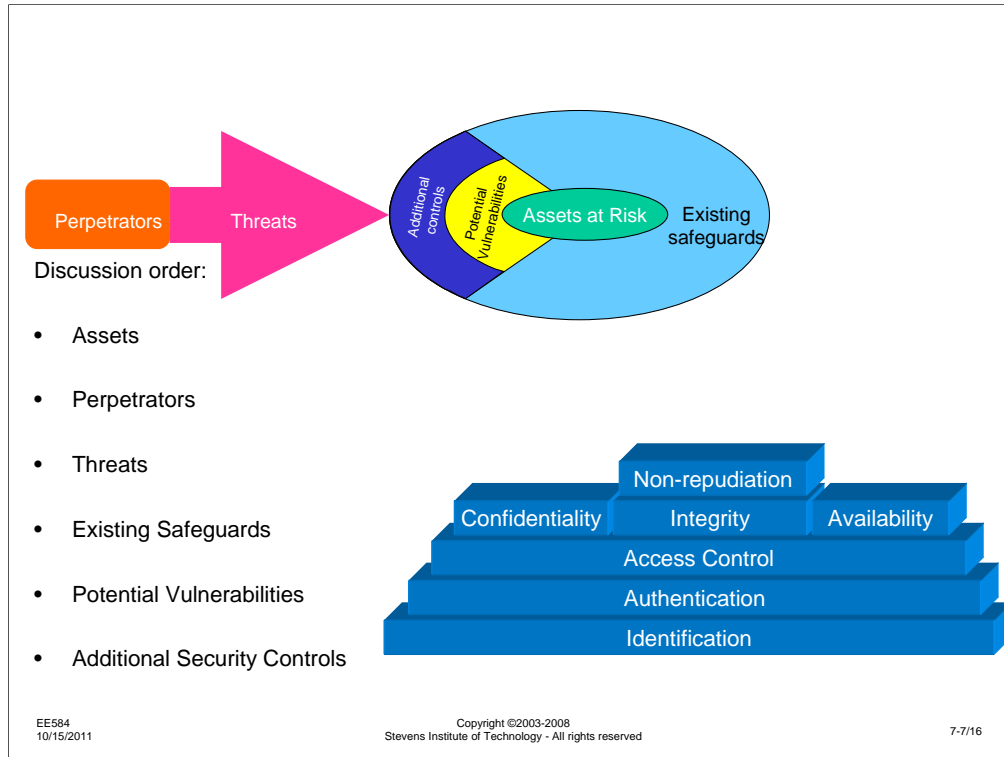 Perpetrators
Threats
Additional
controls
Potential
Vulnerabilities
Assets at Risk
Existing
safeguards
Discussion order:
• Assets
• Perpetrators
• Threats
• Existing Safeguards
• Potential Vulnerabilities
• Additional Security Controls
Non-repudiation
Confidentiality
Integrity
Availability
Access Control
Authentication
Identification
EE584
10/15/2011
Copyright ©2003-2008
Stevens Institute of Technology - All rights reserved
7-7/16